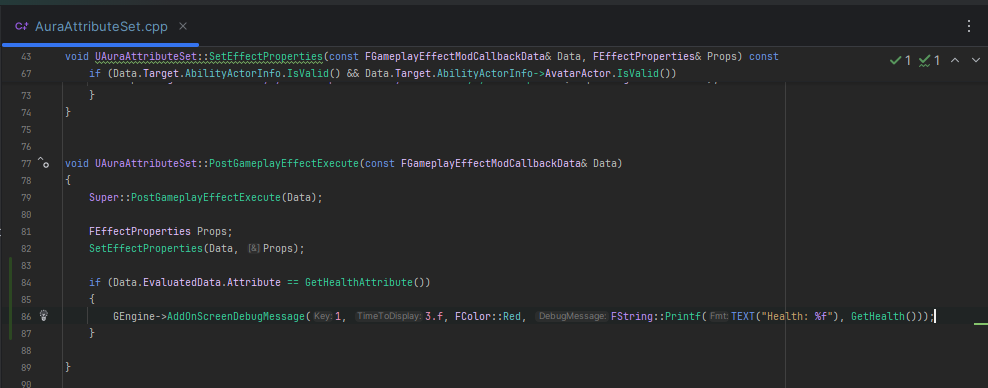 AuraAttributeSet.cpp
43 void UAuraAttributeSet::SetEffectProperties(const FGameplayEffectModCallbackData& Data, FEffectProperties& Props) const
67 if (Data.Target.AbilityActorInfo.IsValid() && Data.Target.AbilityActorInfo->AvatarActor.IsValid())
1 1
73 }
74 }
75
76
77 void UAuraAttributeSet::PostGameplayEffectExecute(const FGameplayEffectModCallbackData& Data)
78 {
79 Super::PostGameplayEffectExecute(Data);
80
81 FEffectProperties Props;
82 SetEffectProperties(Data, [&]Props);
83
84 if (Data.EvaluatedData.Attribute == GetHealthAttribute())
85 {
86 GEngine->AddOnScreenDebugMessage(Key:1, TimeToDisplay:3.f, FColor::Red, DebugMessage:FString::Printf(Fmt:TEXT("Health: %f"), GetHealth()));
87 }
88
89 }
90